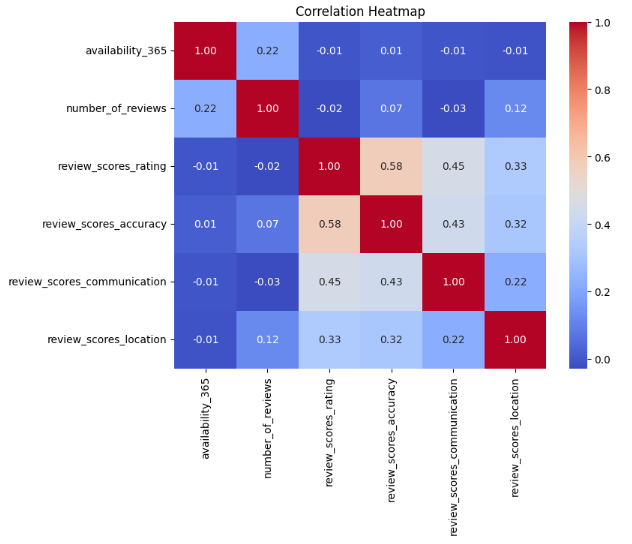 Correlation Heatmap
availability_365 1.00 0.22 -0.01 0.01 -0.01 -0.01
number_of_reviews 0.22 1.00 -0.02 0.07 -0.03 0.12
review_scores_rating -0.01 -0.02 1.00 0.58 0.45 0.33
review_scores_accuracy 0.01 0.07 0.58 1.00 0.43 0.32
review_scores_communication -0.01 -0.03 0.45 0.43 1.00 0.22
review_scores_location -0.01 0.12 0.33 0.32 0.22 1.00
availability_365
number_of_reviews
review_scores_rating
review_scores_accuracy
review_scores_communication
review_scores_location
1.0
0.8
0.6
0.4
0.2
0.0